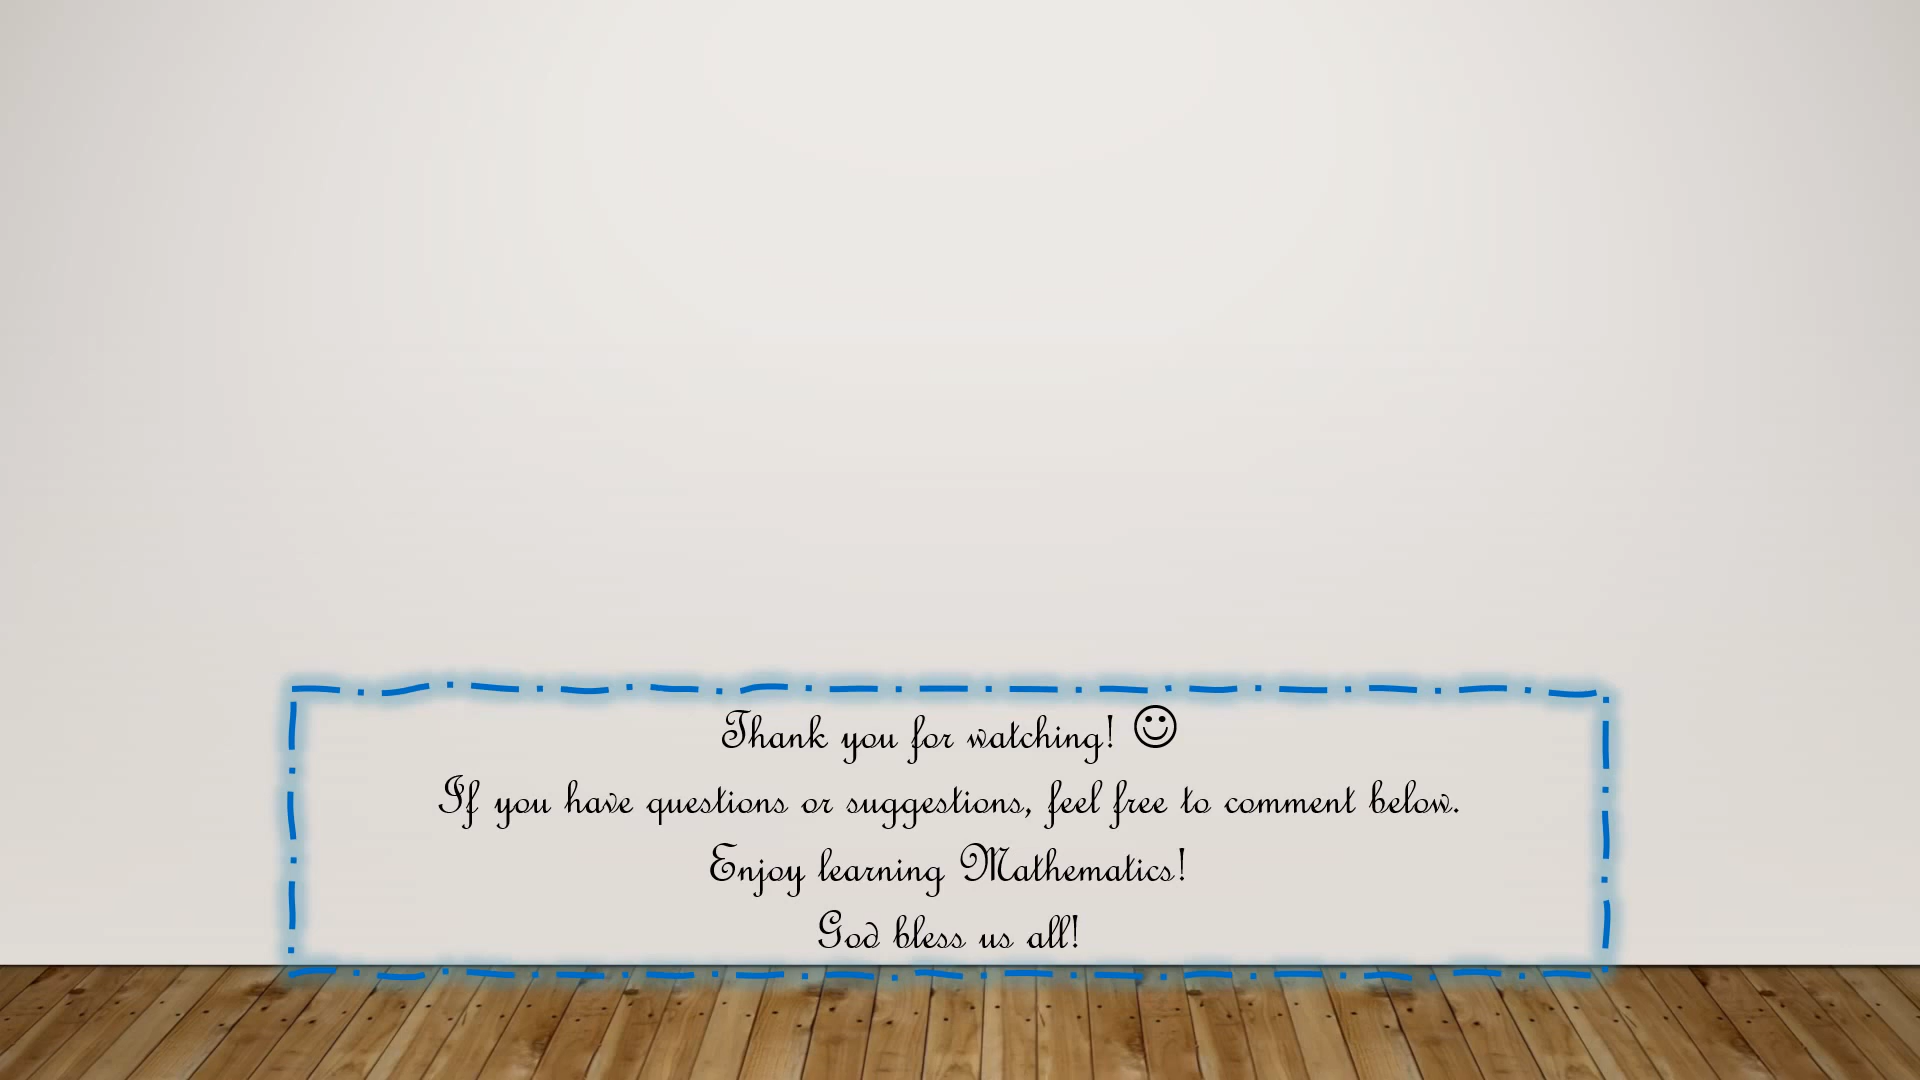 Thank you for watching! ☺
If you have questions or suggestions, feel free to comment below.
Enjoy learning Mathematics!
God bless us all!